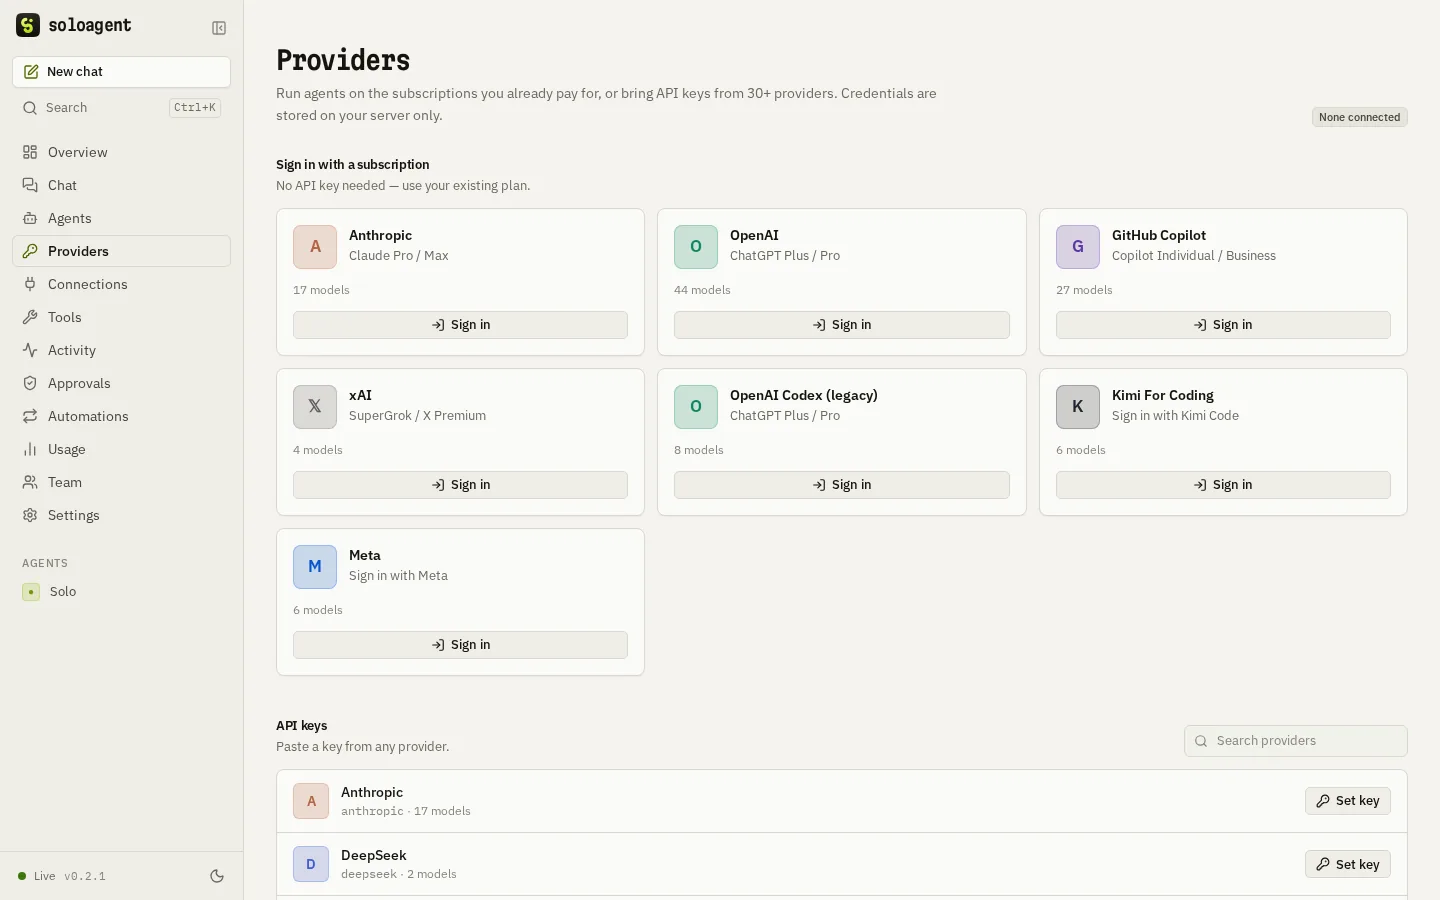 soloagent
New chat
Search Ctrl+K
Overview
Chat
Agents
Providers
Connections
Tools
Activity
Approvals
Automations
Usage
Team
Settings
AGENTS
Solo
Live v0.2.1
Providers
Run agents on the subscriptions you already pay for, or bring API keys from 30+ providers. Credentials are
stored on your server only.
None connected
Sign in with a subscription
No API key needed — use your existing plan.
A
Anthropic
Claude Pro / Max
17 models
Sign in
O
OpenAI
ChatGPT Plus / Pro
44 models
Sign in
G
GitHub Copilot
Copilot Individual / Business
27 models
Sign in
𝕏
xAI
SuperGrok / X Premium
4 models
Sign in
O
OpenAI Codex (legacy)
ChatGPT Plus / Pro
8 models
Sign in
K
Kimi For Coding
Sign in with Kimi Code
6 models
Sign in
M
Meta
Sign in with Meta
6 models
Sign in
API keys
Paste a key from any provider.
Search providers
A
Anthropic
anthropic · 17 models
Set key
D
DeepSeek
deepseek · 2 models
Set key